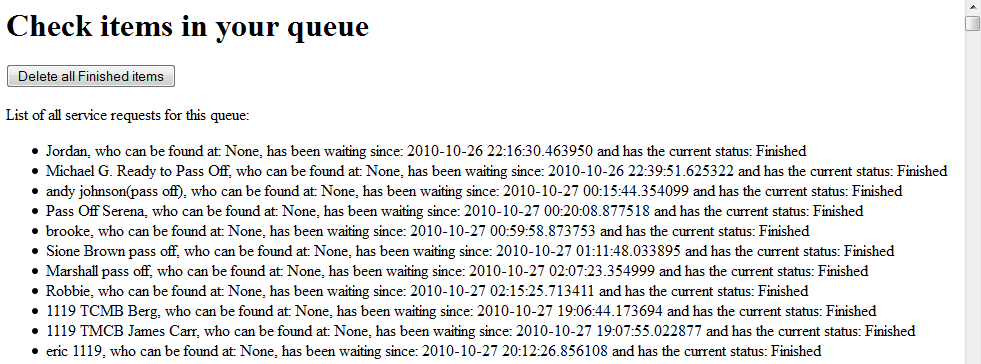 Check items in your queue
Delete all Finished items
List of all service requests for this queue:
Jordan, who can be found at: None, has been waiting since: 2010-10-26 22:16:30.463950 and has the current status: Finished
Michael G. Ready to Pass Off, who can be found at: None, has been waiting since: 2010-10-26 22:39:51.625322 and has the current status: Finished
andy johnson(pass off), who can be found at: None, has been waiting since: 2010-10-27 00:15:44.354099 and has the current status: Finished
Pass Off Serena, who can be found at: None, has been waiting since: 2010-10-27 00:20:08.877518 and has the current status: Finished
brooke, who can be found at: None, has been waiting since: 2010-10-27 00:59:58.873753 and has the current status: Finished
Sione Brown pass off, who can be found at: None, has been waiting since: 2010-10-27 01:11:48.033895 and has the current status: Finished
Marshall pass off, who can be found at: None, has been waiting since: 2010-10-27 02:07:23.354999 and has the current status: Finished
Robbie, who can be found at: None, has been waiting since: 2010-10-27 02:15:25.713411 and has the current status: Finished
1119 TCMB Berg, who can be found at: None, has been waiting since: 2010-10-27 19:06:44.173694 and has the current status: Finished
1119 TMCB James Carr, who can be found at: None, has been waiting since: 2010-10-27 19:07:55.022877 and has the current status: Finished
eric 1119, who can be found at: None, has been waiting since: 2010-10-27 20:12:26.856108 and has the current status: Finished